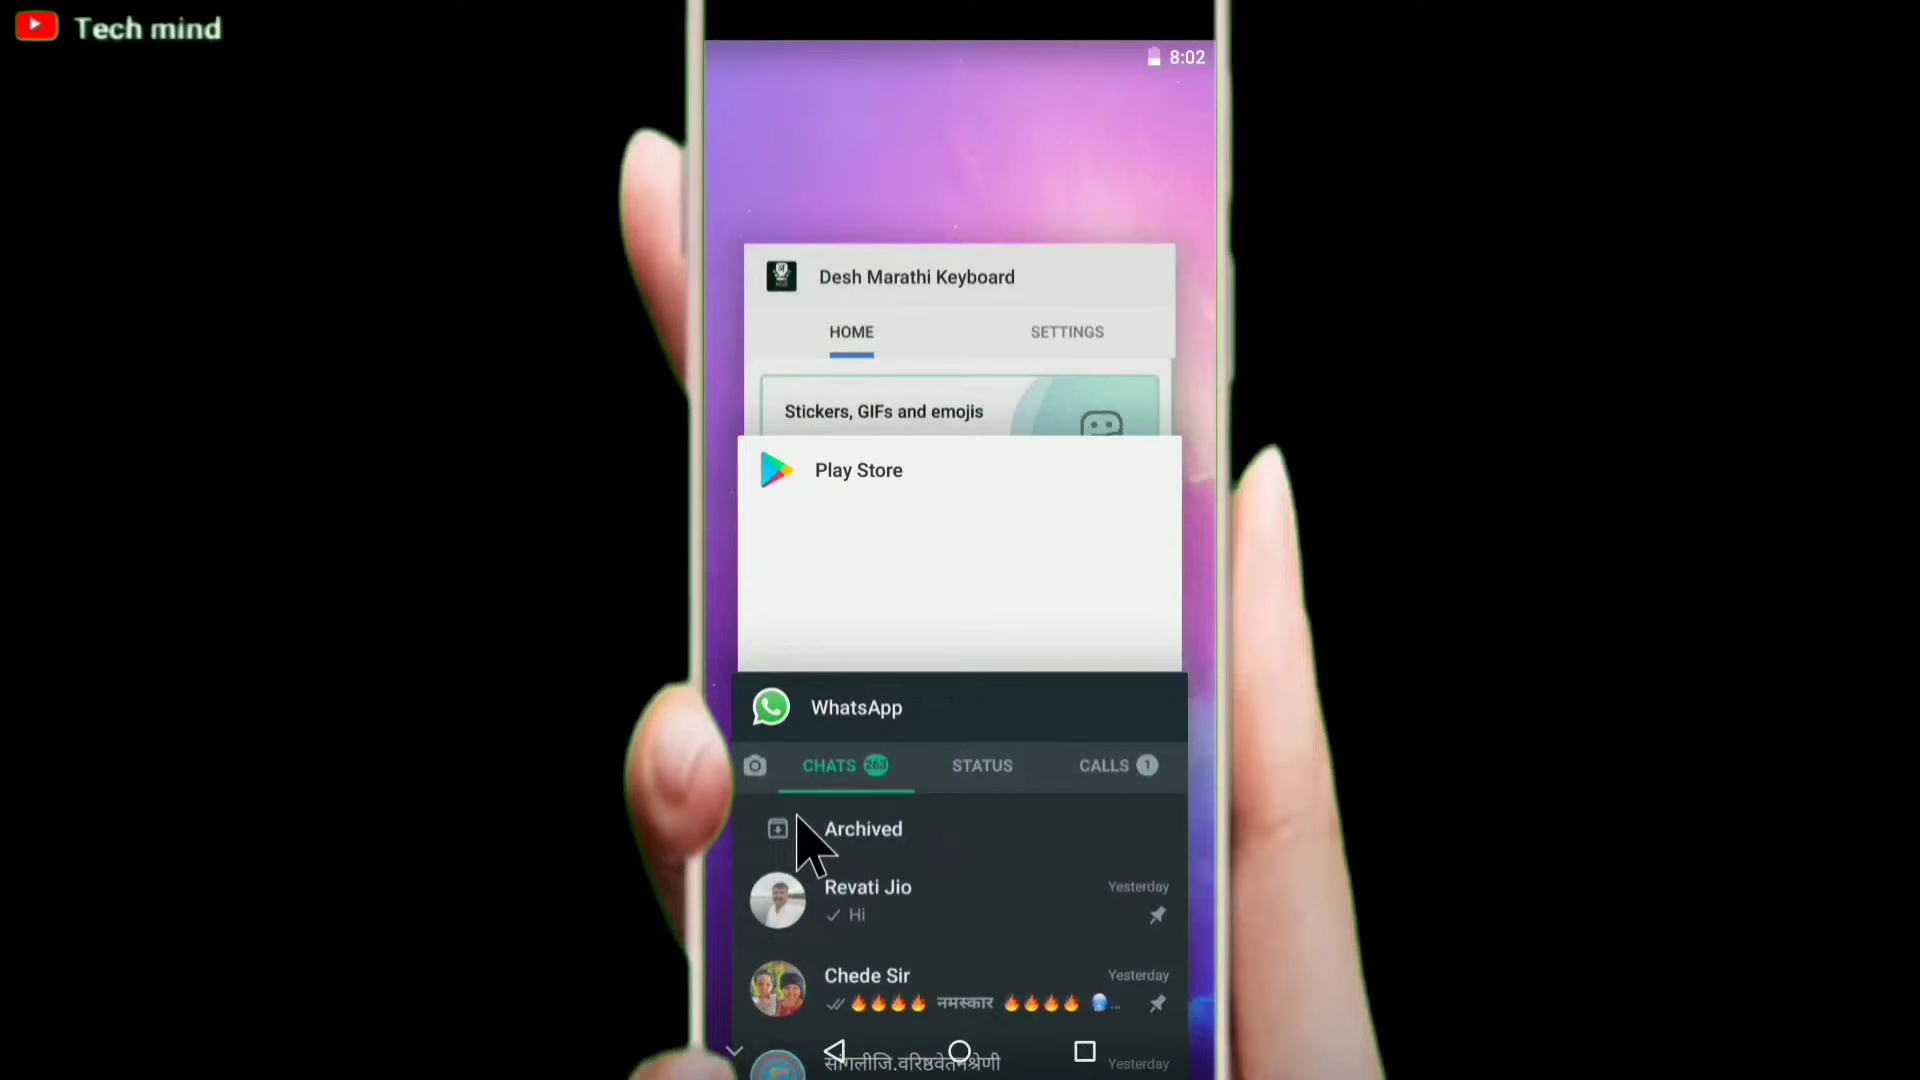 Tech mind
8:02
Desh Marathi Keyboard
HOME SETTINGS
Stickers, GIFs and emojis
Play Store
WhatsApp
CHATS 263 STATUS CALLS 1
Archived
Revati Jio Yesterday
Hi
Chede Sir Yesterday
🔥🔥🔥🔥 नमस्कार 🔥🔥🔥🔥 ...
Yesterday